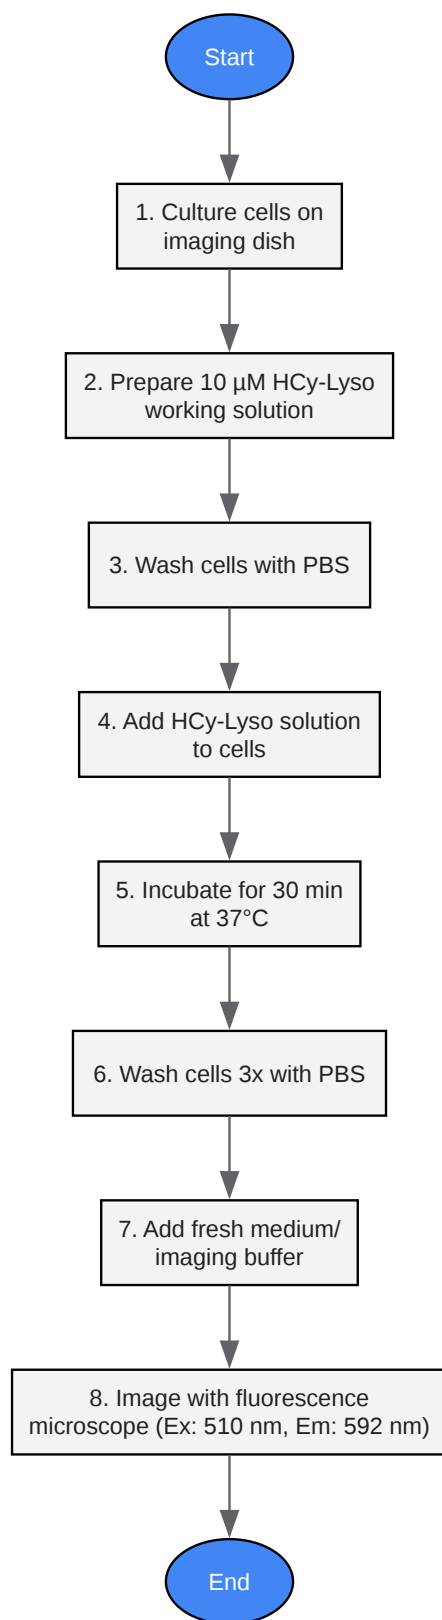 Start
1. Culture cells on
imaging dish
2. Prepare 10 µM HCy-Lyso
working solution
3. Wash cells with PBS
4. Add HCy-Lyso solution
to cells
5. Incubate for 30 min
at 37°C
6. Wash cells 3x with PBS
7. Add fresh medium/
imaging buffer
8. Image with fluorescence
microscope (Ex: 510 nm, Em: 592 nm)
End